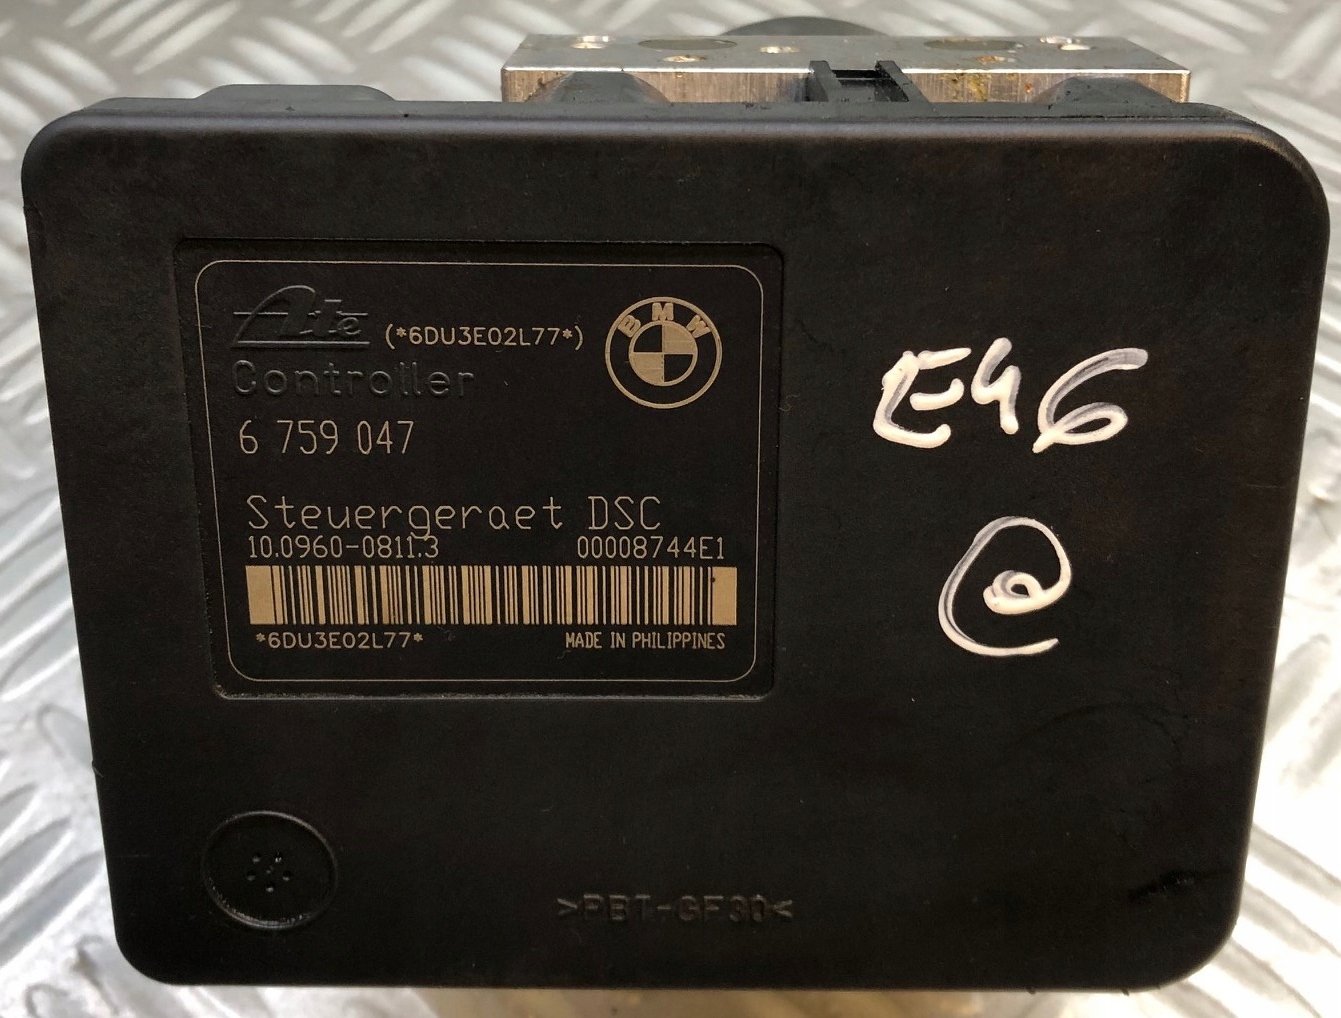 Ate (*6DU3E02L77*)
BMW
Controller
6 759 047
Steuergeraet DSC
10.0960-0811.3 00008744E1
*6DU3E02L77* MADE IN PHILIPPINES
E46
@
>PBT-GF30<